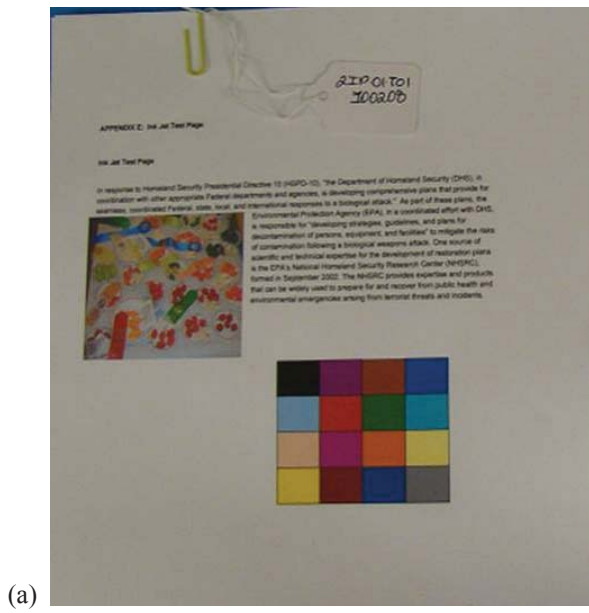 2IP01T01
I00208
APPENDIX E: Ink Jet Test Page
Ink Jet Test Page
In response to Homeland Security Presidential Directive 10 (HSPD-10), "the Department of Homeland Security (DHS), in
coordination with other appropriate Federal departments and agencies, is developing comprehensive plans that provide for
seamless, coordinated Federal, state, local, and international responses to a biological attack." As part of these plans, the
Environmental Protection Agency (EPA), in a coordinated effort with DHS,
is responsible for "developing strategies, guidelines, and plans for
decontamination of persons, equipment, and facilities" to mitigate the risks
of contamination following a biological weapons attack. One source of
scientific and technical expertise for the development of restoration plans
is the EPA's National Homeland Security Research Center (NHSRC),
formed in September 2002. The NHSRC provides expertise and products
that can be widely used to prepare for and recover from public health and
environmental emergencies arising from terrorist threats and incidents.
(a)